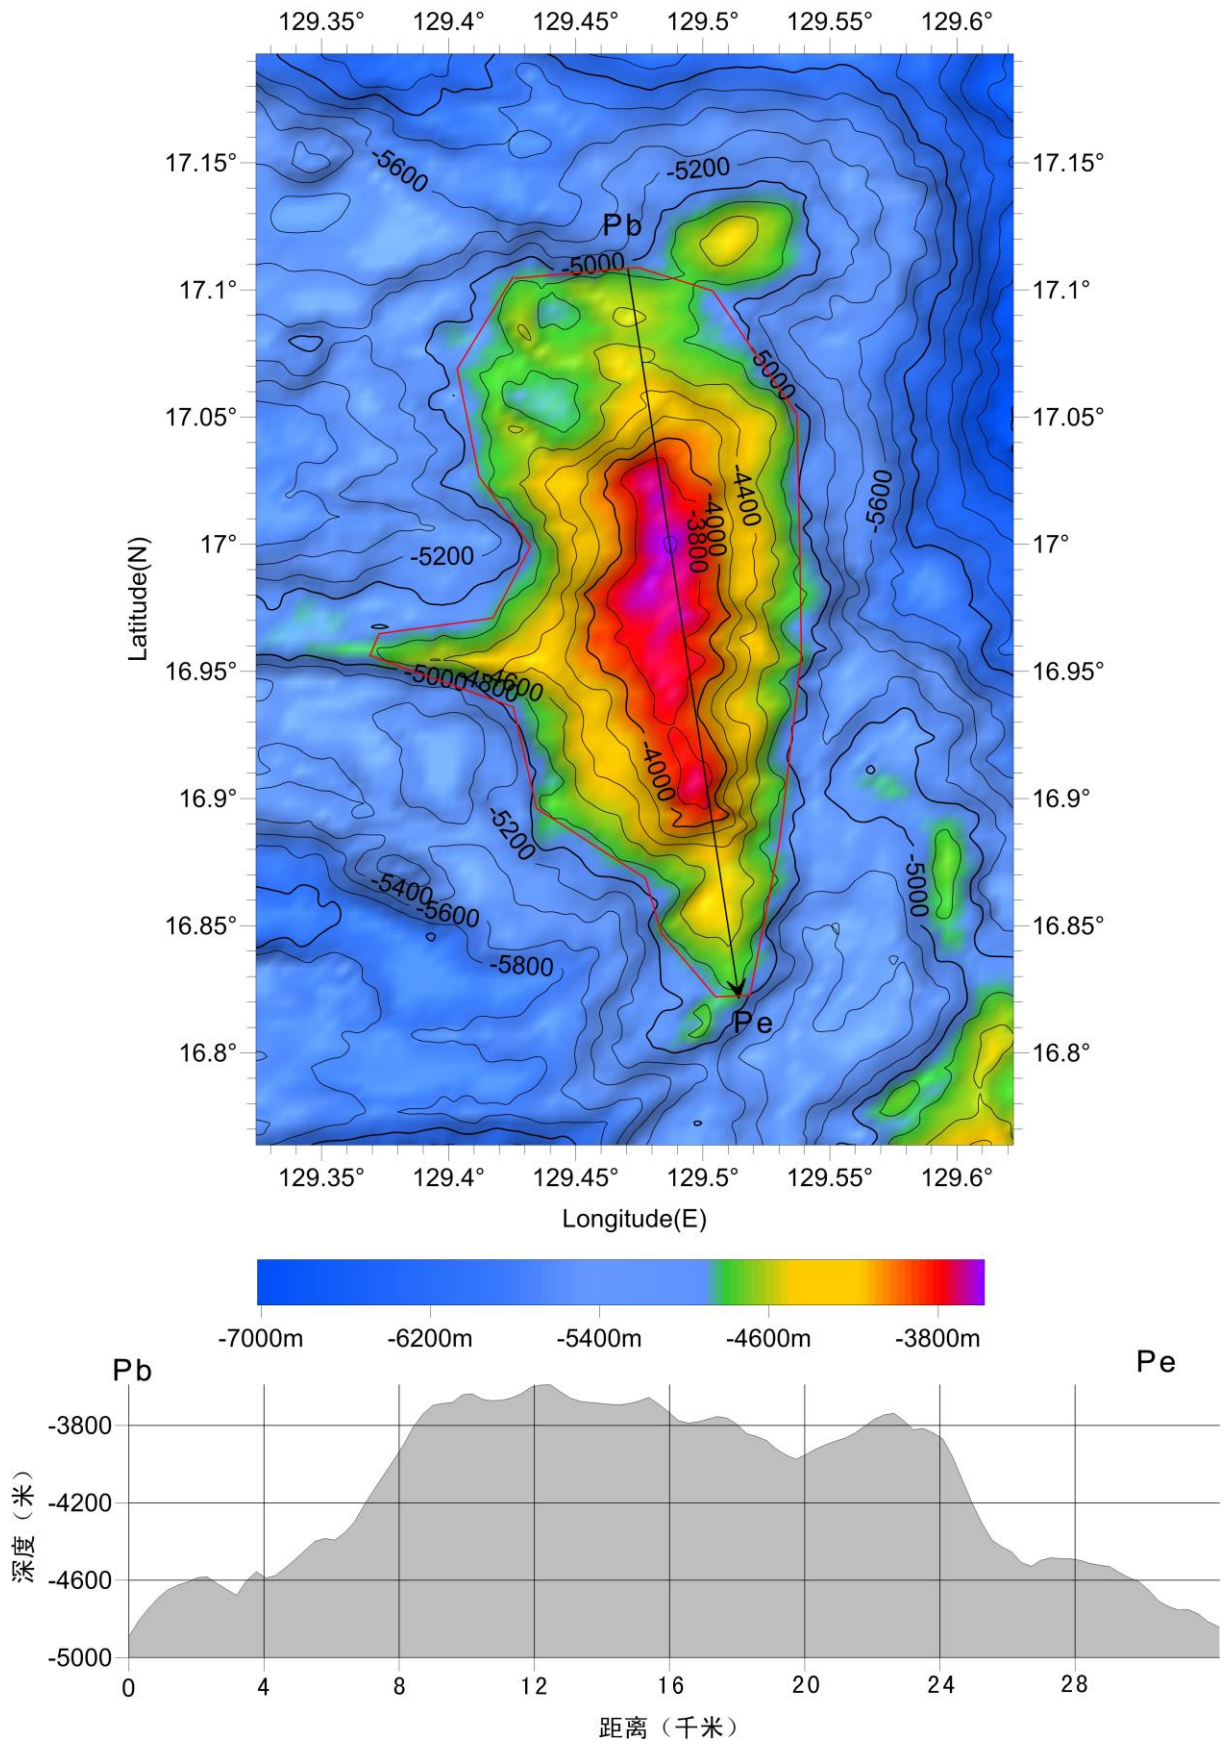 129.35° 129.4° 129.45° 129.5° 129.55° 129.6°
-5600
-5200
17.15° 17.15°
Pb
-5000
17.1° 17.1°
5000
17.05° 17.05°
-4400
-4000
-3800
-5600
17° 17°
-5200
Latitude(N)
16.95° 16.95°
-5000 4800 -4600
-4000
16.9° 16.9°
-5200
-5400
-5000
-5600
16.85° 16.85°
-5800
Pe
16.8° 16.8°
129.35° 129.4° 129.45° 129.5° 129.55° 129.6°
Longitude(E)
-7000m -6200m -5400m -4600m -3800m
Pb Pe
-3800
-4200
-4600
-5000
深度（米）
0 4 8 12 16 20 24 28
距离（千米）